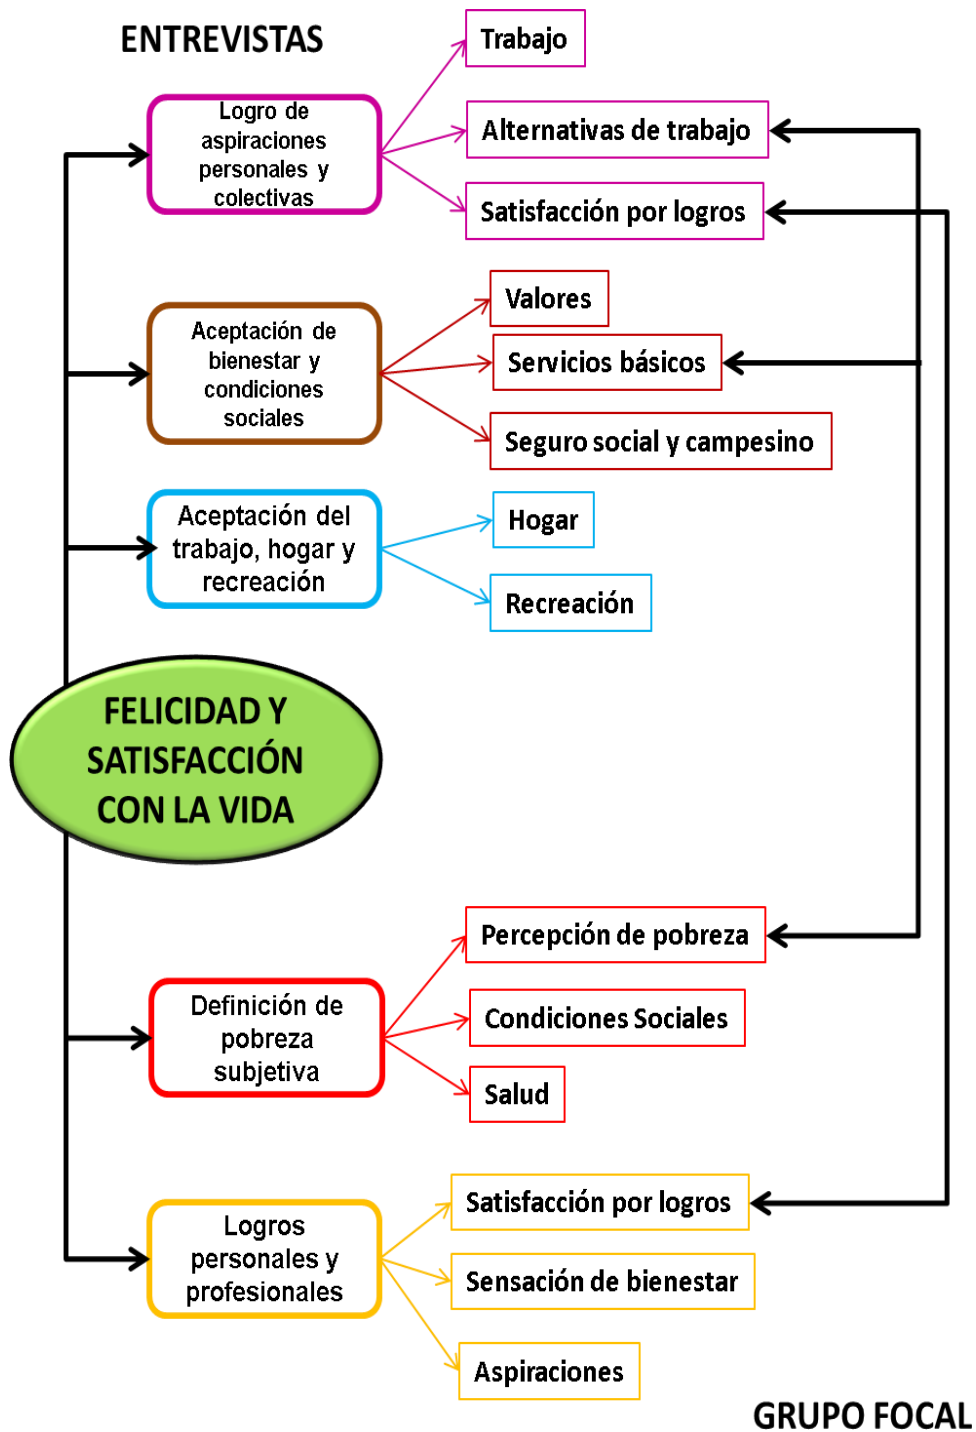 ENTREVISTAS
Trabajo
Logro de
aspiraciones
personales y
colectivas
Alternativas de trabajo
Satisfacción por logros
Valores
Aceptación de
bienestar y
condiciones
sociales
Servicios básicos
Seguro social y campesino
Aceptación del
trabajo, hogar y
recreación
Hogar
Recreación
FELICIDAD Y
SATISFACCIÓN
CON LA VIDA
Percepción de pobreza
Definición de
pobreza
subjetiva
Condiciones Sociales
Salud
Satisfacción por logros
Logros
personales y
profesionales
Sensación de bienestar
Aspiraciones
GRUPO FOCAL